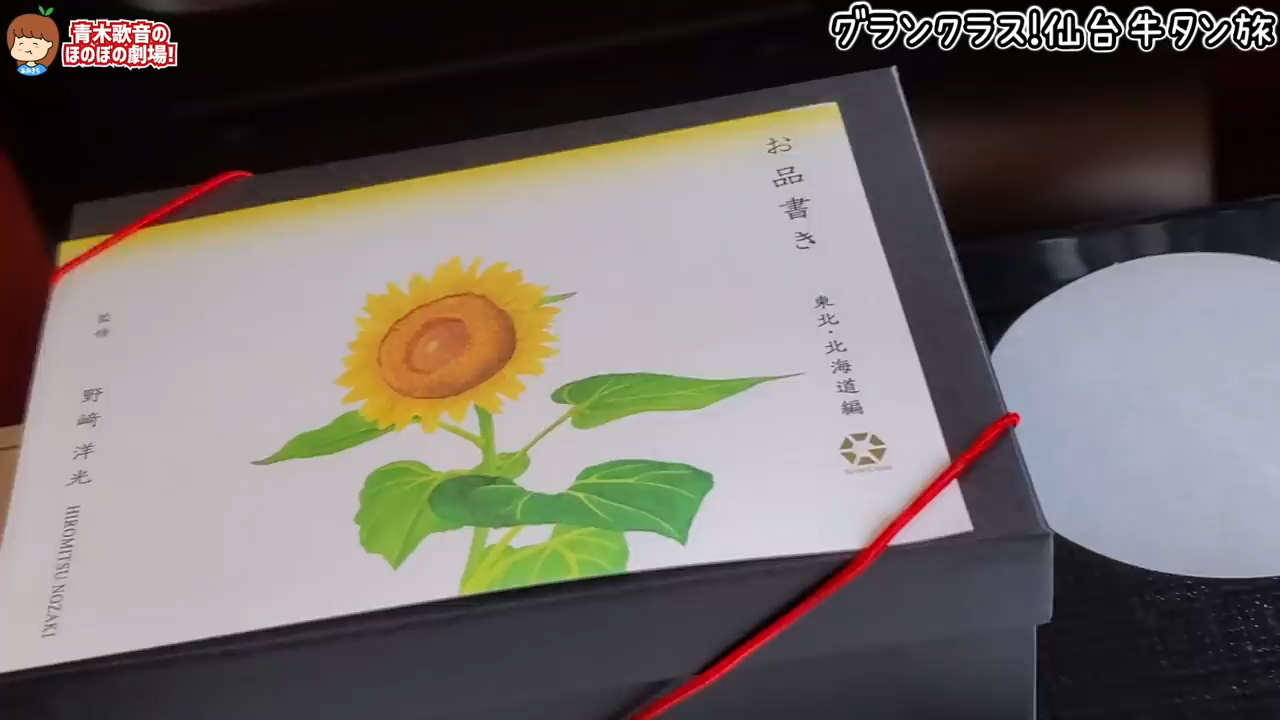 青木歌音の
ほのぼの劇場!
グランクラス!仙台牛タン旅
お品書き
東北・北海道編
監修
野﨑洋光
HIROMITSU NOZAKI